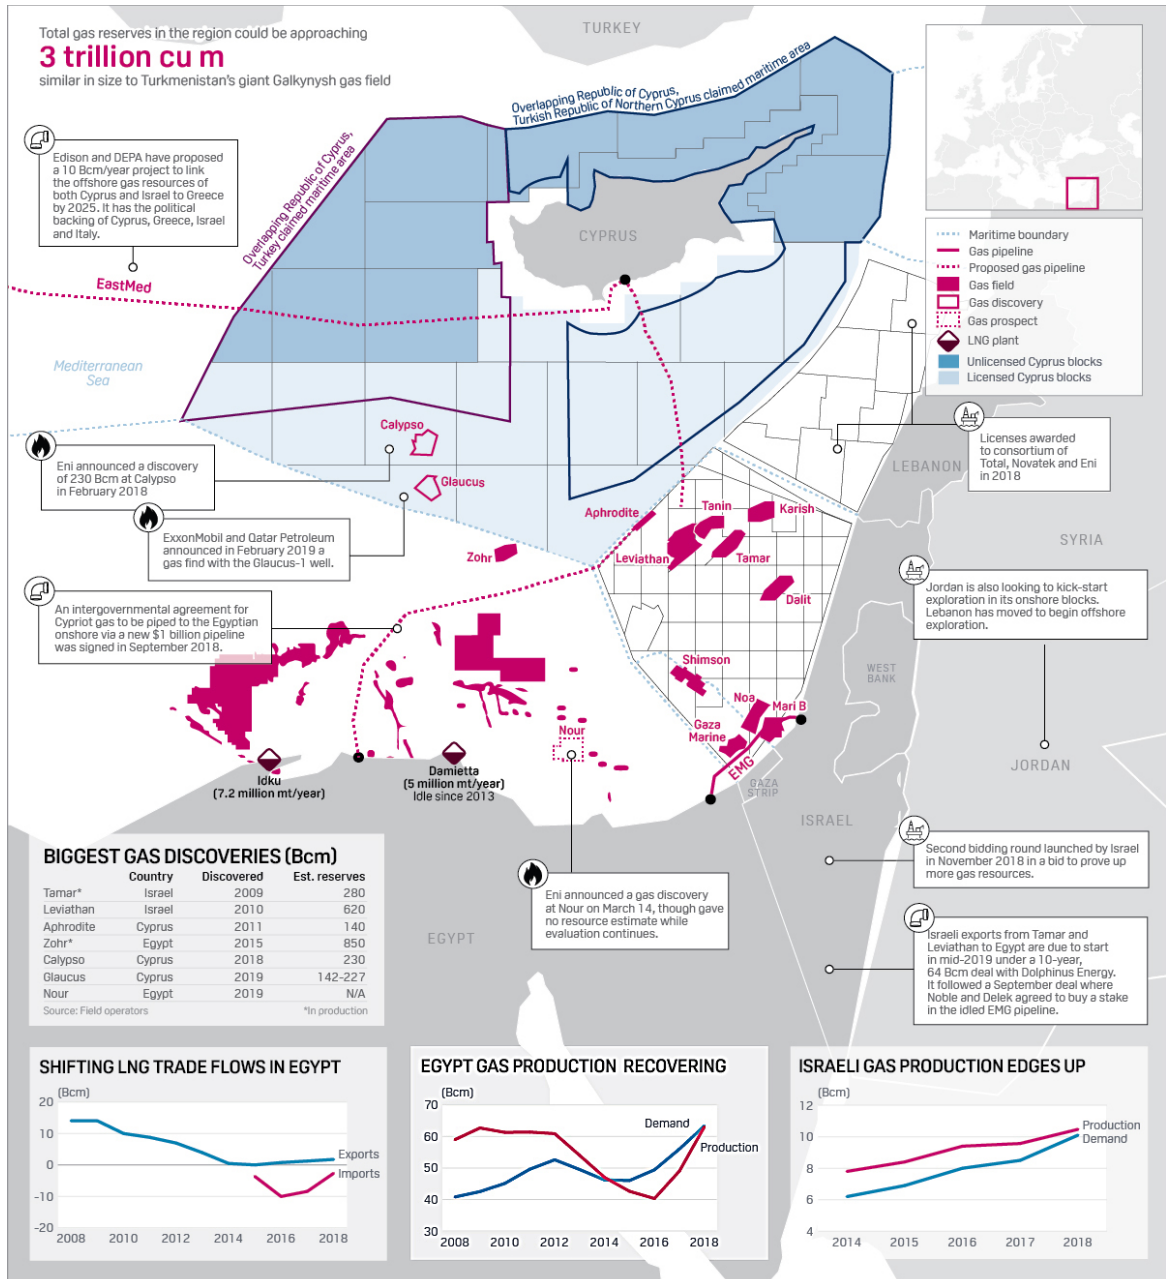 Total gas reserves in the region could be approaching
3 trillion cu m
similar in size to Turkmenistan's giant Galkynysh gas field
TURKEY
Overlapping Republic of Cyprus,
Turkish Republic of Northern Cyprus claimed maritime area
Overlapping Republic of Cyprus,
Turkey claimed maritime area
Edison and DEPA have proposed
a 10 Bcm/year project to link
the offshore gas resources of
both Cyprus and Israel to Greece
by 2025. It has the political
backing of Cyprus, Greece, Israel
and Italy.
EastMed
CYPRUS
Mediterranean
Sea
Maritime boundary
Gas pipeline
Proposed gas pipeline
Gas field
Gas discovery
Gas prospect
LNG plant
Unlicensed Cyprus blocks
Licensed Cyprus blocks
Calypso
Glaucus
Eni announced a discovery
of 230 Bcm at Calypso
in February 2018
ExxonMobil and Qatar Petroleum
announced in February 2019 a
gas find with the Glaucus-1 well.
Licenses awarded
to consortium of
Total, Novatek and Eni
in 2018
LEBANON
SYRIA
Aphrodite
Tanin
Karish
Leviathan
Tamar
Zohr
Dalit
An intergovernmental agreement for
Cypriot gas to be piped to the Egyptian
onshore via a new $1 billion pipeline
was signed in September 2018.
Jordan is also looking to kick-start
exploration in its onshore blocks.
Lebanon has moved to begin offshore
exploration.
Shimson
WEST
BANK
Noa
Mari B
Gaza
Marine
Nour
EMG
GAZA
STRIP
JORDAN
Idku
(7.2 million mt/year)
Damietta
(5 million mt/year)
Idle since 2013
ISRAEL
Second bidding round launched by Israel
in November 2018 in a bid to prove up
more gas resources.
Eni announced a gas discovery
at Nour on March 14, though gave
no resource estimate while
evaluation continues.
EGYPT
Israeli exports from Tamar and
Leviathan to Egypt are due to start
in mid-2019 under a 10-year,
64 Bcm deal with Dolphinus Energy.
It followed a September deal where
Noble and Delek agreed to buy a stake
in the idled EMG pipeline.
BIGGEST GAS DISCOVERIES (Bcm)
Country Discovered Est. reserves
Tamar* Israel 2009 280
Leviathan Israel 2010 620
Aphrodite Cyprus 2011 140
Zohr* Egypt 2015 850
Calypso Cyprus 2018 230
Glaucus Cyprus 2019 142-227
Nour Egypt 2019 N/A
Source: Field operators *In production
SHIFTING LNG TRADE FLOWS IN EGYPT
(Bcm)
20
10
0
-10
-20
Exports
Imports
2008 2010 2012 2014 2016 2018
EGYPT GAS PRODUCTION RECOVERING
(Bcm)
70
60
50
40
30
Demand
Production
2008 2010 2012 2014 2016 2018
ISRAELI GAS PRODUCTION EDGES UP
(Bcm)
12
10
8
6
4
Production
Demand
2014 2015 2016 2017 2018